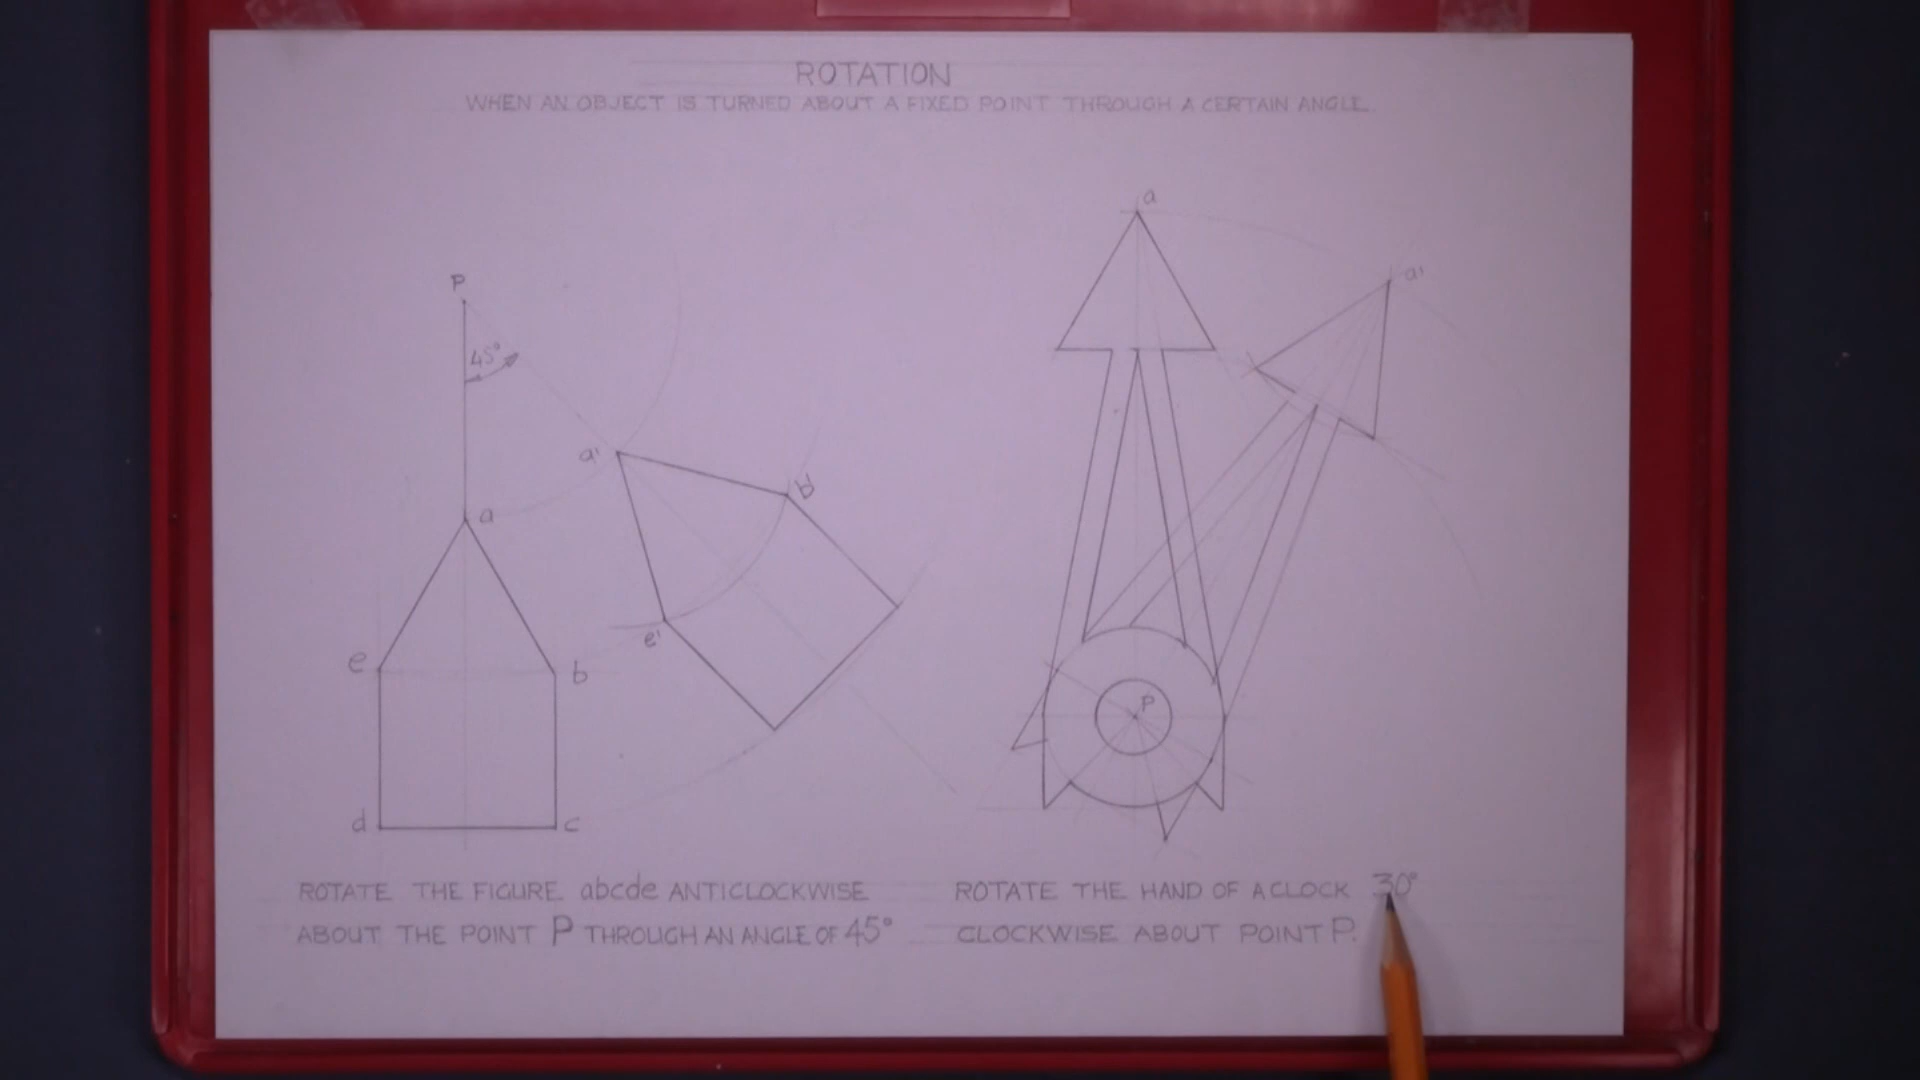 ROTATION
WHEN AN OBJECT IS TURNED ABOUT A FIXED POINT THROUGH A CERTAIN ANGLE.
a
a'
P
45°
a'
b'
a
e'
e
b
P
d
c
ROTATE THE FIGURE abcde ANTICLOCKWISE
ABOUT THE POINT P THROUGH AN ANGLE OF 45°
ROTATE THE HAND OF A CLOCK 30°
CLOCKWISE ABOUT POINT P.